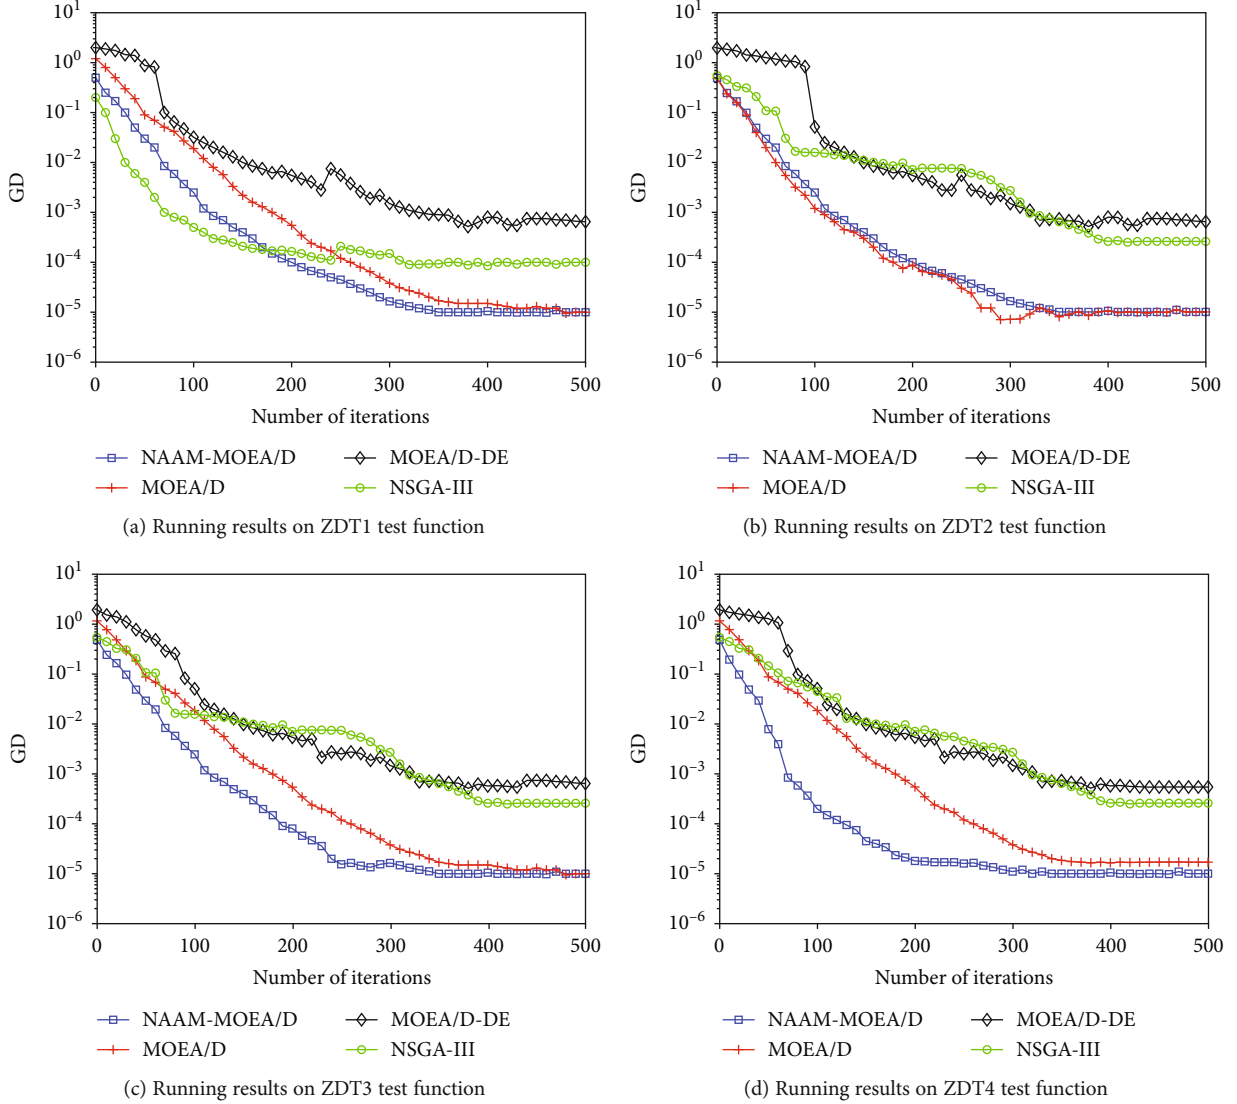 10^1
10^0
10^-1
10^-2
10^-3
10^-4
10^-5
10^-6
GD
0 100 200 300 400 500
Number of iterations
NAAM-MOEA/D MOEA/D-DE
MOEA/D NSGA-III
(a) Running results on ZDT1 test function
10^1
10^0
10^-1
10^-2
10^-3
10^-4
10^-5
10^-6
GD
0 100 200 300 400 500
Number of iterations
NAAM-MOEA/D MOEA/D-DE
MOEA/D NSGA-III
(b) Running results on ZDT2 test function
10^1
10^0
10^-1
10^-2
10^-3
10^-4
10^-5
10^-6
GD
0 100 200 300 400 500
Number of iterations
NAAM-MOEA/D MOEA/D-DE
MOEA/D NSGA-III
(c) Running results on ZDT3 test function
10^1
10^0
10^-1
10^-2
10^-3
10^-4
10^-5
10^-6
GD
0 100 200 300 400 500
Number of iterations
NAAM-MOEA/D MOEA/D-DE
MOEA/D NSGA-III
(d) Running results on ZDT4 test function